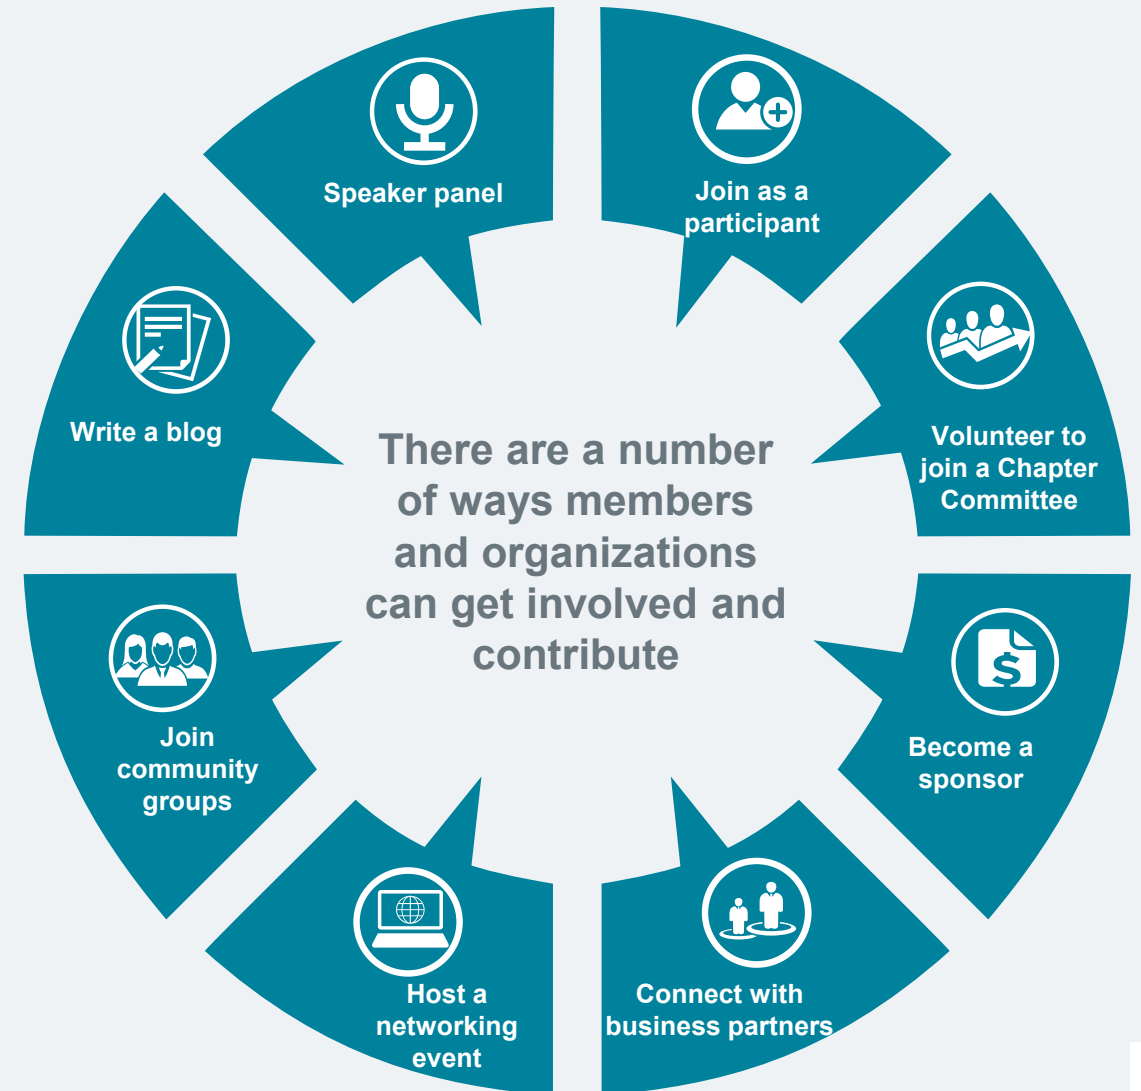 Speaker panel
Join as a
participant
Write a blog
Volunteer to
join a Chapter
Committee
There are a number
of ways members
and organizations
can get involved and
contribute
Join
community
groups
Become a
sponsor
Host a
networking
event
Connect with
business partners